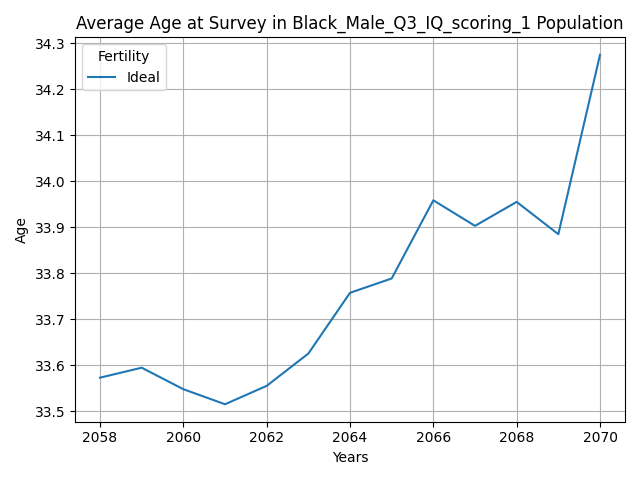 Average Age at Survey in Black_Male_Q3_IQ_scoring_1 Population
34.3
34.2
34.1
34.0
33.9
33.8
33.7
33.6
33.5
Age
Fertility
Ideal
2058 2060 2062 2064 2066 2068 2070
Years